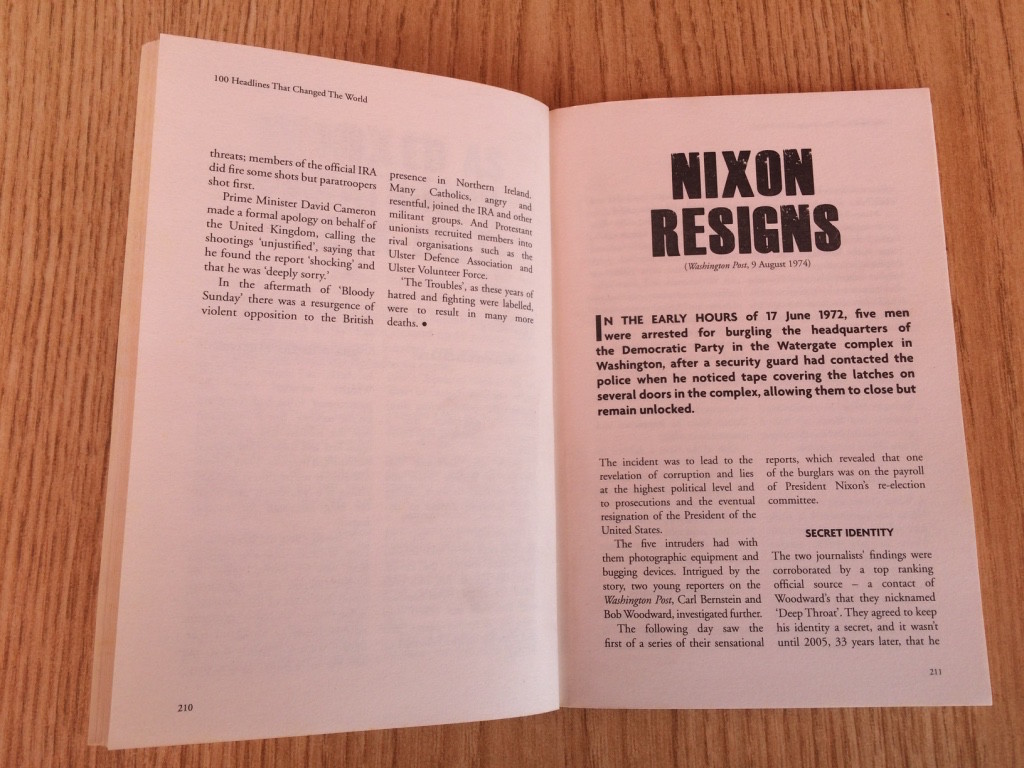 100 Headlines That Changed The World
threats; members of the official IRA
did fire some shots but paratroopers
shot first.
Prime Minister David Cameron
made a formal apology on behalf of
the United Kingdom, calling the
shootings ‘unjustified’, saying that
he found the report ‘shocking’ and
that he was ‘deeply sorry.’
In the aftermath of ‘Bloody
Sunday’ there was a resurgence of
violent opposition to the British
presence in Northern Ireland.
Many Catholics, angry and
resentful, joined the IRA and other
militant groups. And Protestant
unionists recruited members into
rival organisations such as the
Ulster Defence Association and
Ulster Volunteer Force.
‘The Troubles’, as these years of
hatred and fighting were labelled,
were to result in many more
deaths. •
210
NIXON
RESIGNS
(Washington Post, 9 August 1974)
IN THE EARLY HOURS of 17 June 1972, five men
were arrested for burgling the headquarters of
the Democratic Party in the Watergate complex in
Washington, after a security guard had contacted the
police when he noticed tape covering the latches on
several doors in the complex, allowing them to close but
remain unlocked.
The incident was to lead to the
revelation of corruption and lies
at the highest political level and
to prosecutions and the eventual
resignation of the President of the
United States.
The five intruders had with
them photographic equipment and
bugging devices. Intrigued by the
story, two young reporters on the
Washington Post, Carl Bernstein and
Bob Woodward, investigated further.
The following day saw the
first of a series of their sensational
reports, which revealed that one
of the burglars was on the payroll
of President Nixon’s re-election
committee.
SECRET IDENTITY
The two journalists’ findings were
corroborated by a top ranking
official source – a contact of
Woodward’s that they nicknamed
‘Deep Throat’. They agreed to keep
his identity a secret, and it wasn’t
until 2005, 33 years later, that he
211